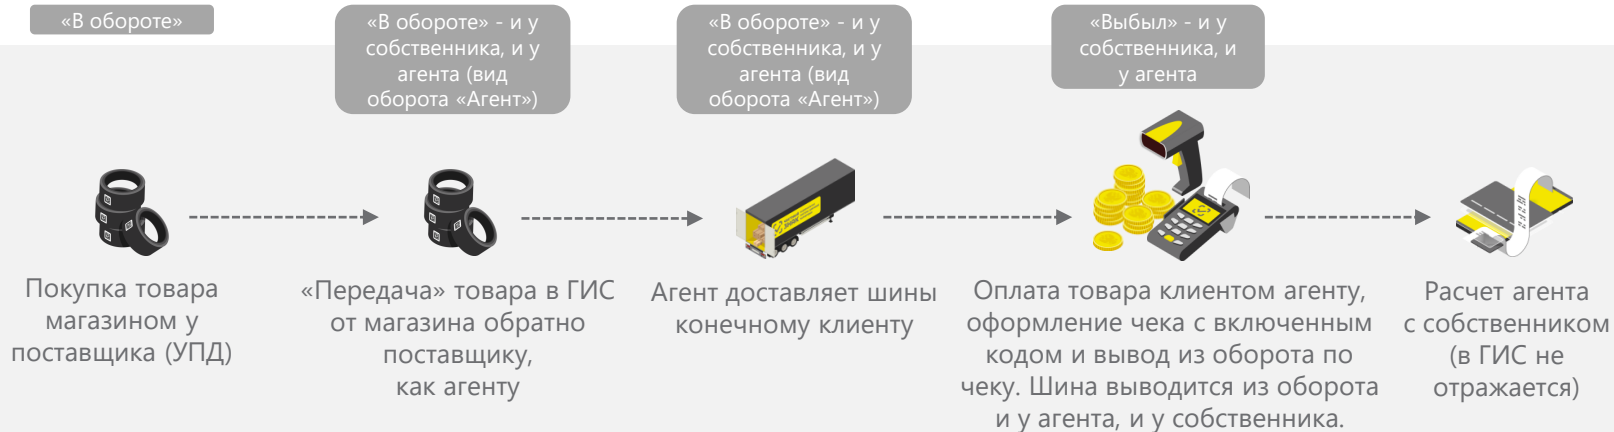 «В обороте»
«В обороте» - и у
собственника, и у
агента (вид
оборота «Агент»)
«В обороте» - и у
собственника, и у
агента (вид
оборота «Агент»)
«Выбыл» - и у
собственника, и
у агента
Покупка товара
магазином у
поставщика (УПД)
«Передача» товара в ГИС
от магазина обратно
поставщику,
как агенту
Агент доставляет шины
конечному клиенту
Оплата товара клиентом агенту,
оформление чека с включенным
кодом и вывод из оборота по
чеку. Шина выводится из оборота
и у агента, и у собственника.
Расчет агента
с собственником
(в ГИС не
отражается)